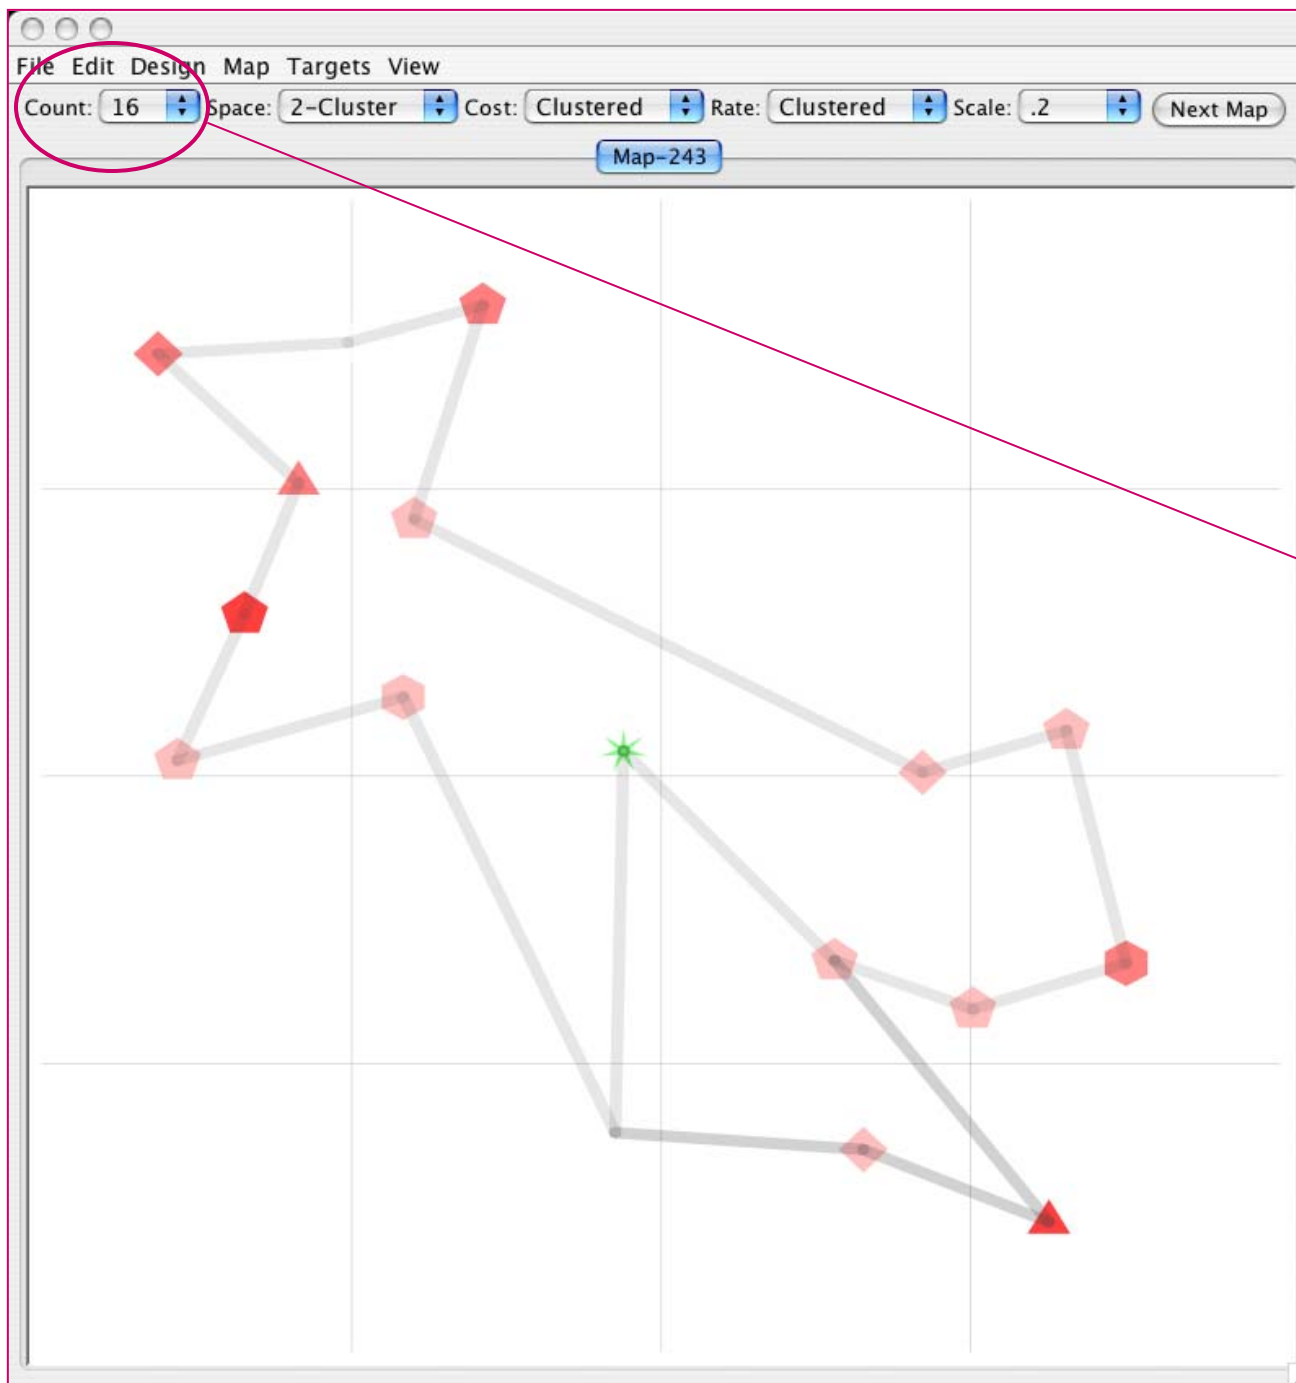 File Edit Design Map Targets View
Count: 16 Space: 2-Cluster Cost: Clustered Rate: Clustered Scale: .2 Next Map
Map-243